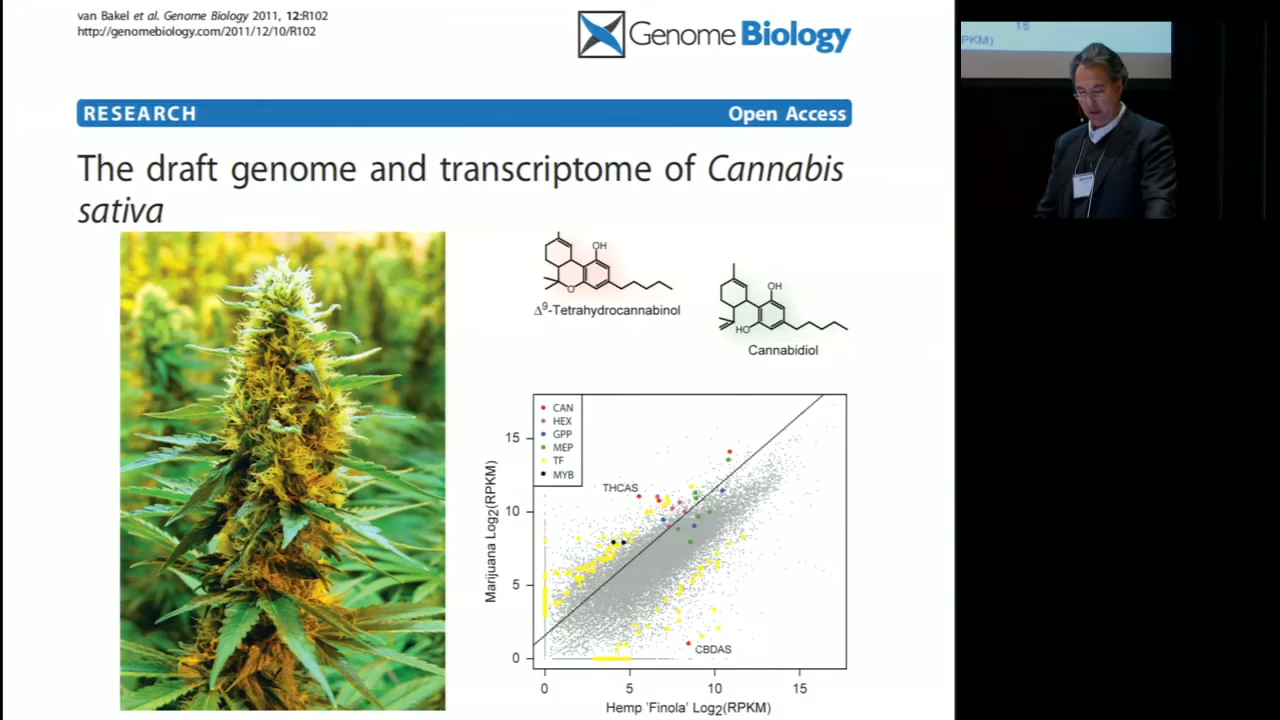 van Bakel et al. Genome Biology 2011, 12:R102
http://genomebiology.com/2011/12/10/R102
Genome Biology
RESEARCH
Open Access
The draft genome and transcriptome of Cannabis
sativa
OH
O
Δ9-Tetrahydrocannabinol
OH
HO
Cannabidiol
CAN
HEX
GPP
MEP
TF
MYB
THCAS
CBDAS
15
10
5
0
Marijuana Log2(RPKM)
0
5
10
15
Hemp 'Finola' Log2(RPKM)
15
PKM)